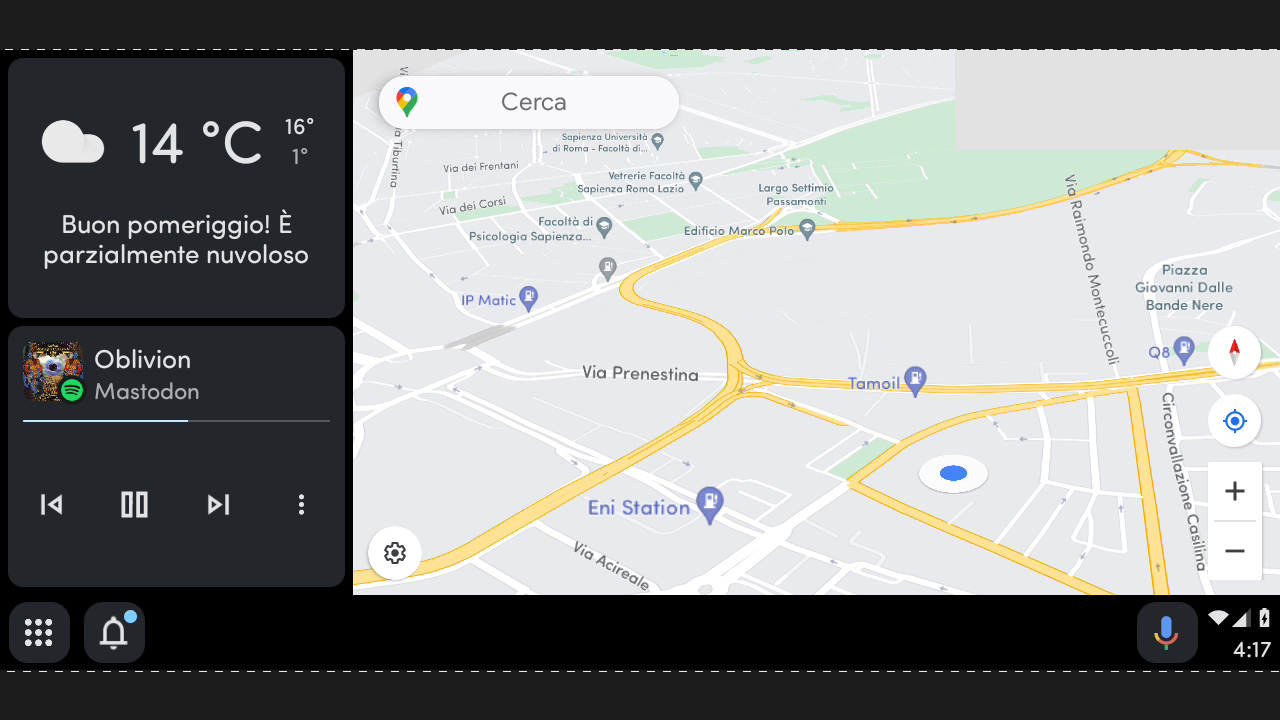 14 °C
16°
1°
Buon pomeriggio! È
parzialmente nuvoloso
Oblivion
Mastodon
Cerca
Sapienza Università
di Roma - Facoltà di...
Via dei Frentani
Vetrerie Facoltà
Sapienza Roma Lazio
Largo Settimio
Passamonti
Via dei Corsi
Facoltà di
Psicologia Sapienza...
Edificio Marco Polo
Via Raimondo Montecuccoli
IP Matic
Piazza
Giovanni Dalle
Bande Nere
Q8
Via Prenestina
Tamoil
Circonvallazione Casilina
Eni Station
Via Acireale
4:17